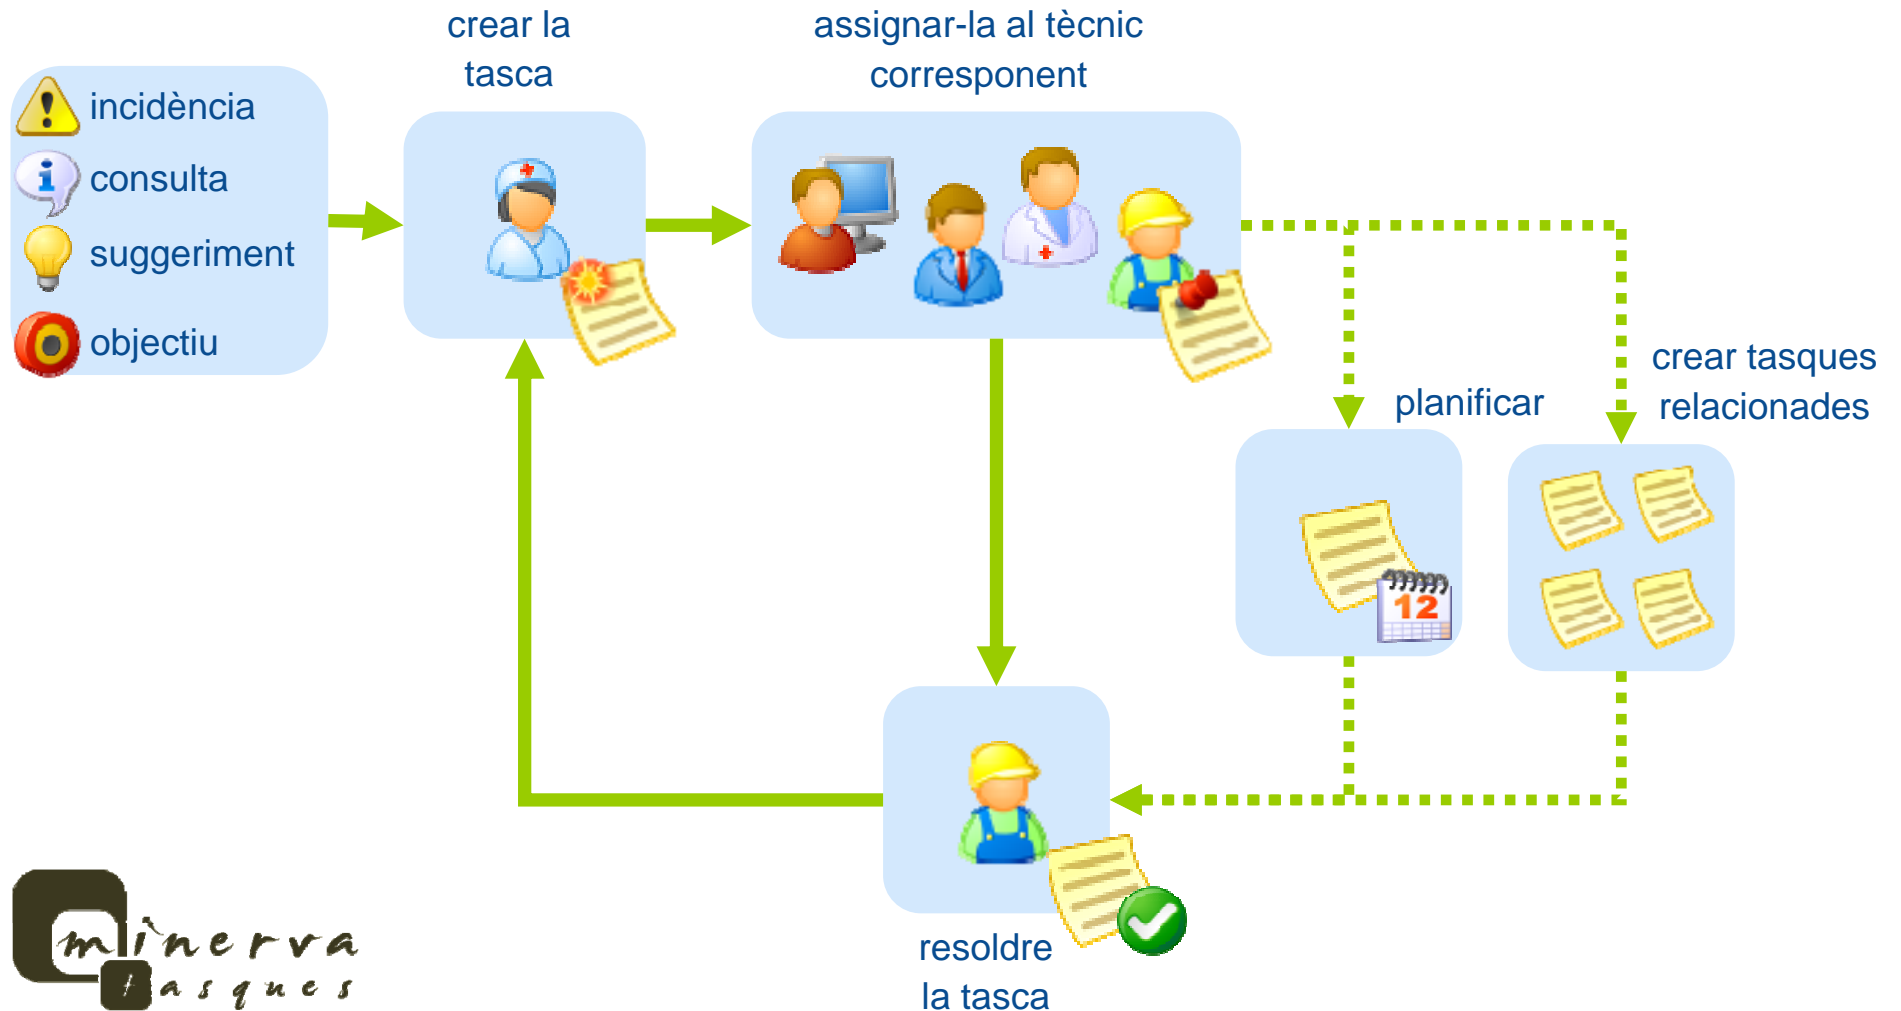 crear la
tasca
assignar-la al tècnic
corresponent
incidència
consulta
suggeriment
objectiu
crear tasques
relacionades
planificar
12
resoldre
la tasca
minerva
tasques